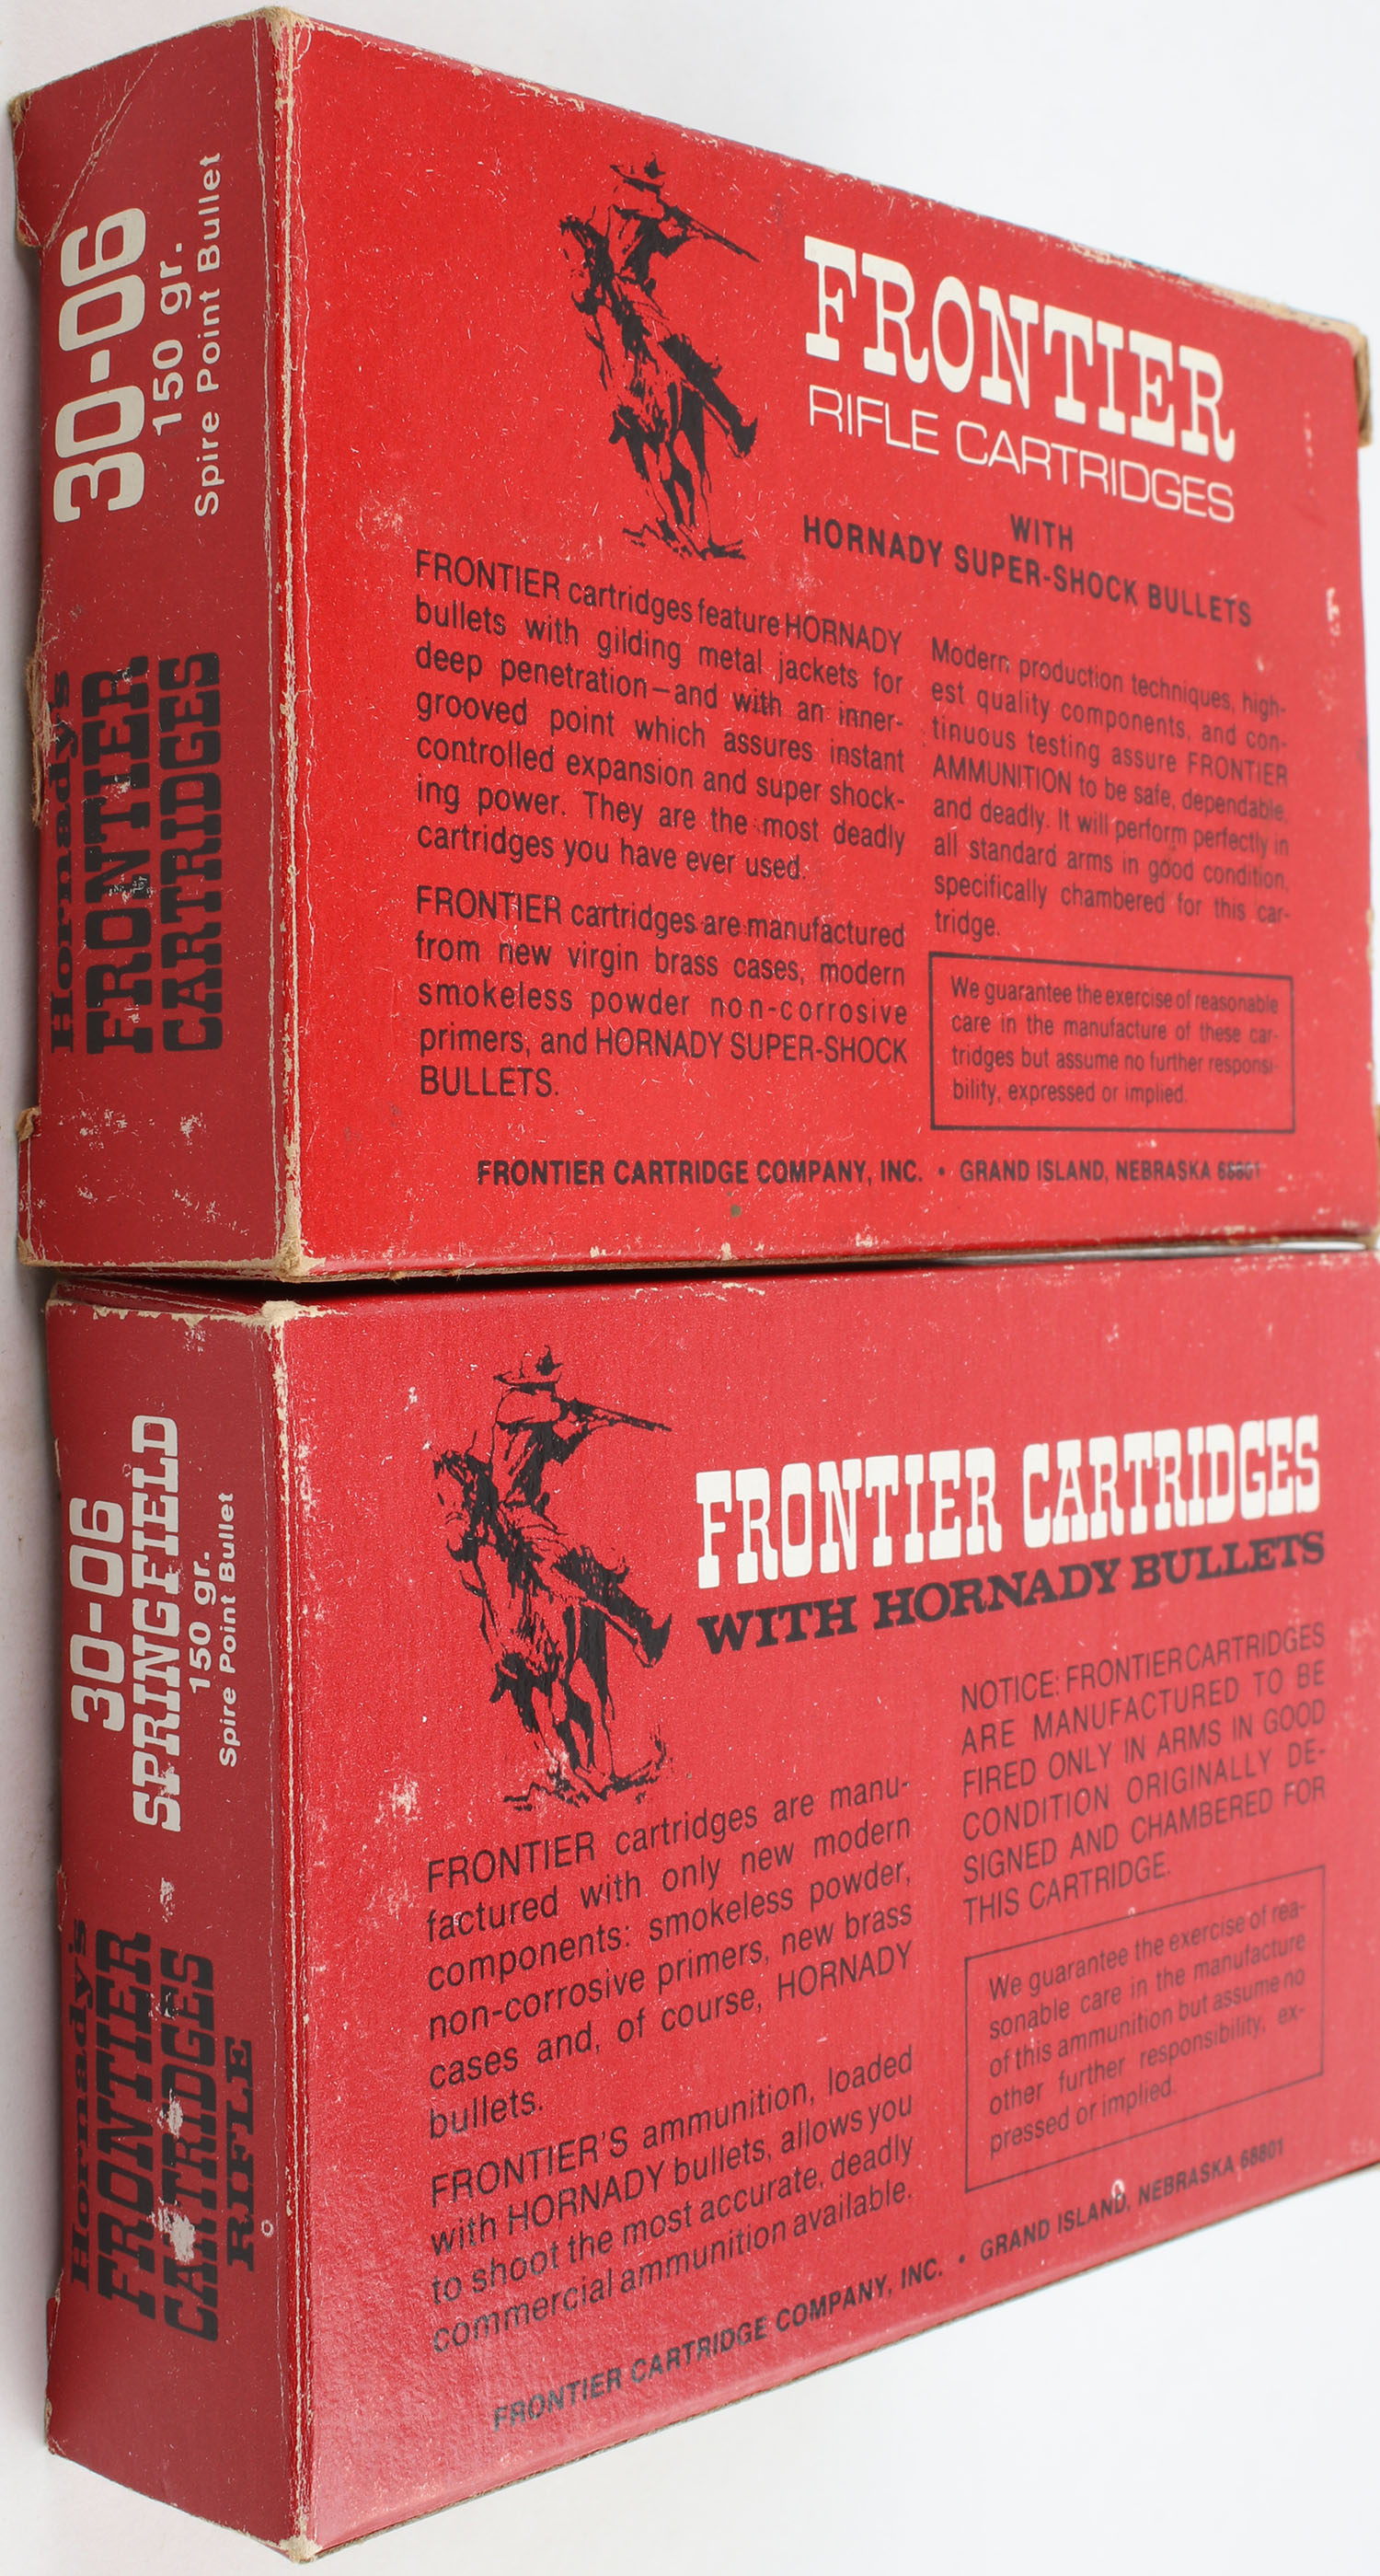 30-06
150 gr.
Spire Point Bullet
Hornady's
FRONTIER
CARTRIDGES
FRONTIER
RIFLE CARTRIDGES
WITH
HORNADY SUPER-SHOCK BULLETS
FRONTIER cartridges feature HORNADY
bullets with gilding metal jackets for
deep penetration—and with an inner-
grooved point which assures instant
controlled expansion and super shock-
ing power. They are the most deadly
cartridges you have ever used.
FRONTIER cartridges are manufactured
from new virgin brass cases, modern
smokeless powder non-corrosive
primers, and HORNADY SUPER-SHOCK
BULLETS.
Modern production techniques, high-
est quality components, and con-
tinuous testing assure FRONTIER
AMMUNITION to be safe, dependable,
and deadly. It will perform perfectly in
all standard arms in good condition,
specifically chambered for this car-
tridge.
We guarantee the exercise of reasonable
care in the manufacture of these car-
tridges but assume no further responsi-
bility, expressed or implied.
FRONTIER CARTRIDGE COMPANY, INC. • GRAND ISLAND, NEBRASKA 68801
30-06
SPRINGFIELD
150 gr.
Spire Point Bullet
Hornady's
FRONTIER
CARTRIDGES
RIFLE
FRONTIER CARTRIDGES
WITH HORNADY BULLETS
FRONTIER cartridges are manu-
factured with only new modern
components: smokeless powder,
non-corrosive primers, new brass
cases and, of course, HORNADY
bullets.
FRONTIER'S ammunition, loaded
with HORNADY bullets, allows you
to shoot the most accurate, deadly
commercial ammunition available.
NOTICE: FRONTIER CARTRIDGES
ARE MANUFACTURED TO BE
FIRED ONLY IN ARMS IN GOOD
CONDITION ORIGINALLY DE-
SIGNED AND CHAMBERED FOR
THIS CARTRIDGE.
We guarantee the exercise of rea-
sonable care in the manufacture
of this ammunition but assume no
other further responsibility, ex-
pressed or implied.
FRONTIER CARTRIDGE COMPANY, INC. • GRAND ISLAND, NEBRASKA 68801